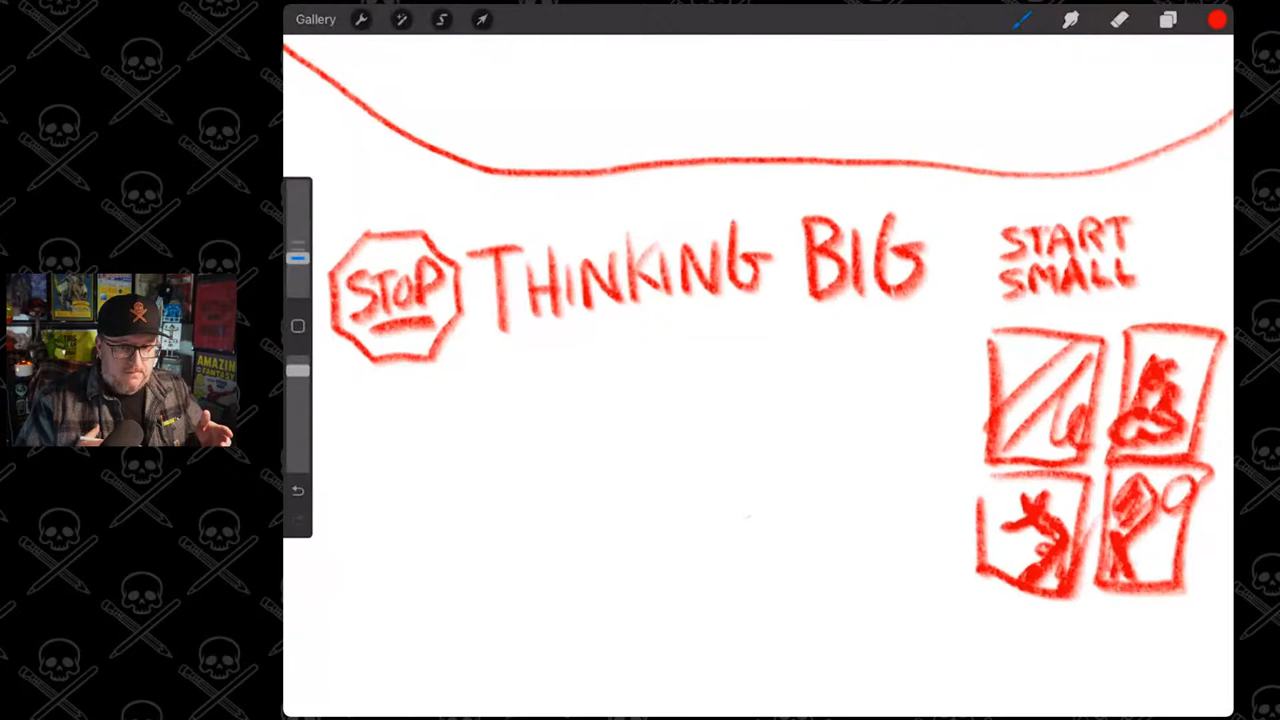 Gallery
STOP THINKING BIG
START
SMALL
AMAZING
FANTASY